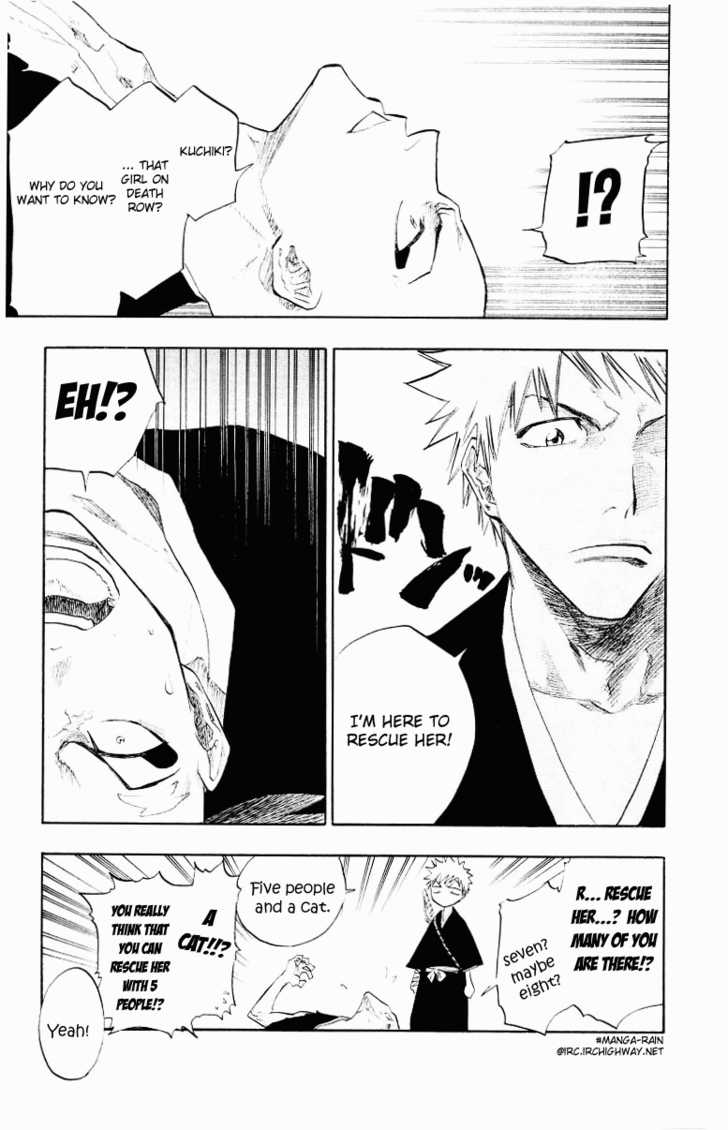 !?
KUCHIKI?
... THAT
GIRL ON
DEATH
ROW?
WHY DO YOU
WANT TO KNOW?
I'M HERE TO
RESCUE HER!
EH!?
R... RESCUE
HER...? HOW
MANY OF YOU
ARE THERE!?
seven?
maybe
eight?
Five people
and a cat.
A
CAT!!?
YOU REALLY
THINK THAT
YOU CAN
RESCUE HER
WITH 5
PEOPLE!?
Yeah!
#MANGA-RAIN
@IRC.IRCHIGHWAY.NET